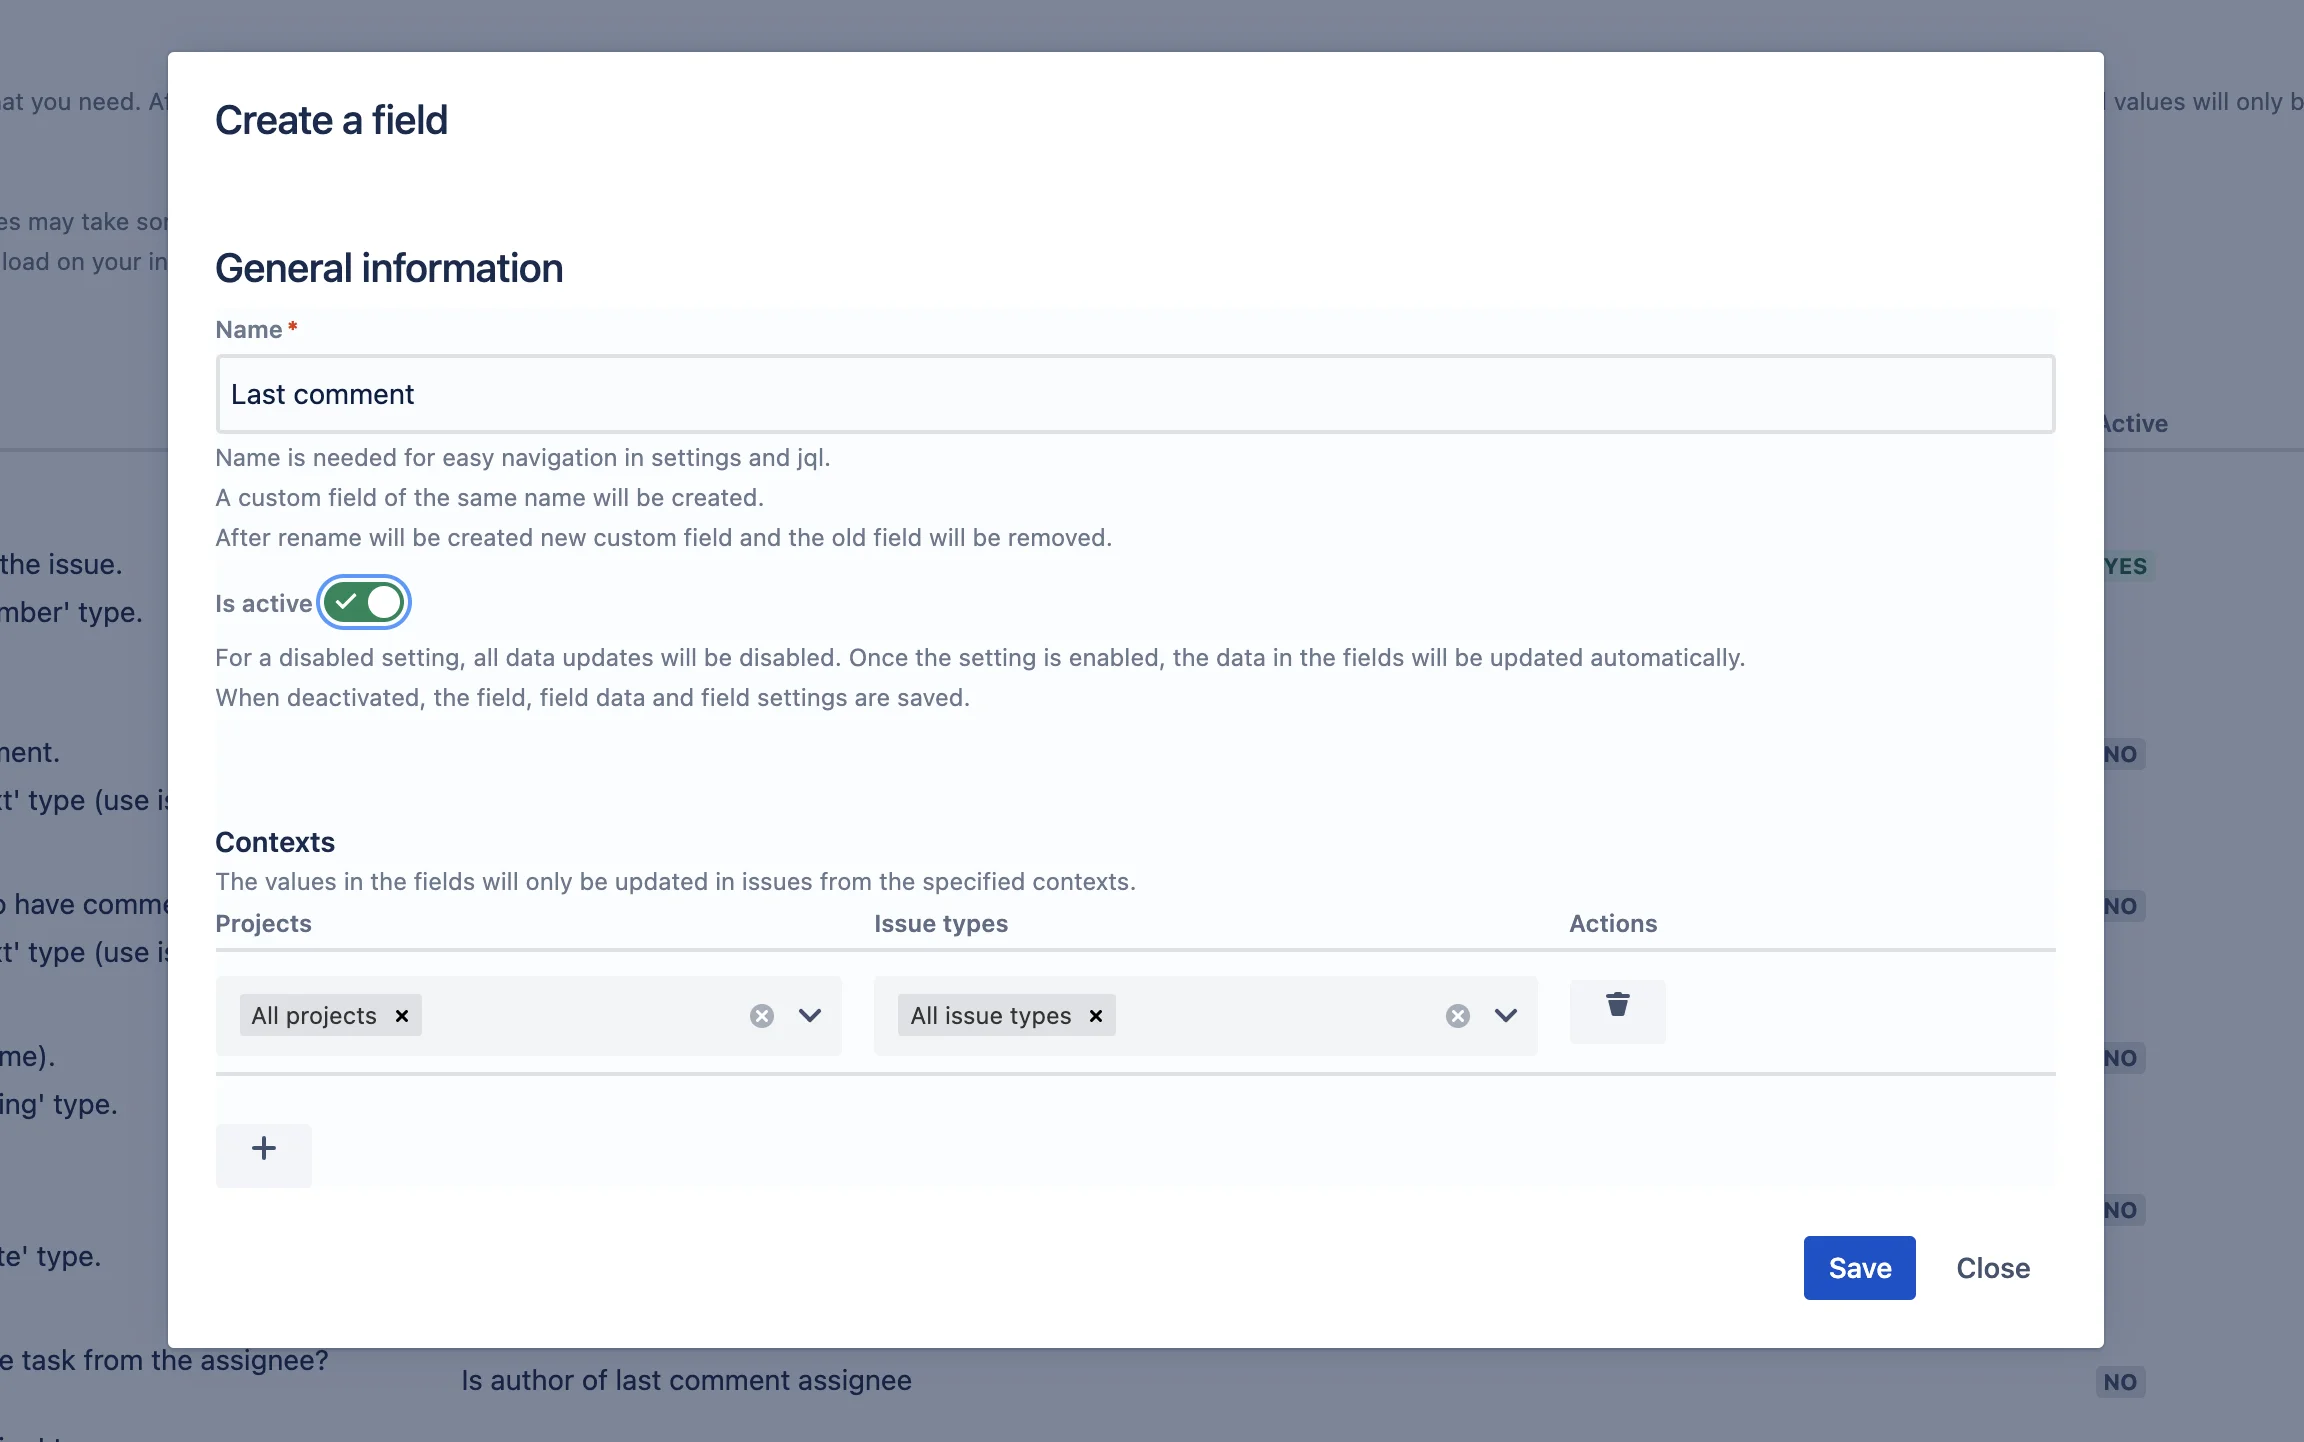 at you need.
values will only
Create a field
es may take
load on your
General information
Name *
Last comment
Active
Name is needed for easy navigation in settings and jql.
A custom field of the same name will be created.
After rename will be created new custom field and the old field will be removed.
the issue.
YES
mber' type.
Is active
For a disabled setting, all data updates will be disabled. Once the setting is enabled, the data in the fields will be updated automatically.
When deactivated, the field, field data and field settings are saved.
ment.
NO
xt' type (use
Contexts
The values in the fields will only be updated in issues from the specified contexts.
have
NO
Projects Issue types Actions
xt' type (use
All projects All issue types
me).
NO
ing' type.
NO
te' type.
Save Close
e task from the assignee?
Is author of last comment assignee
NO